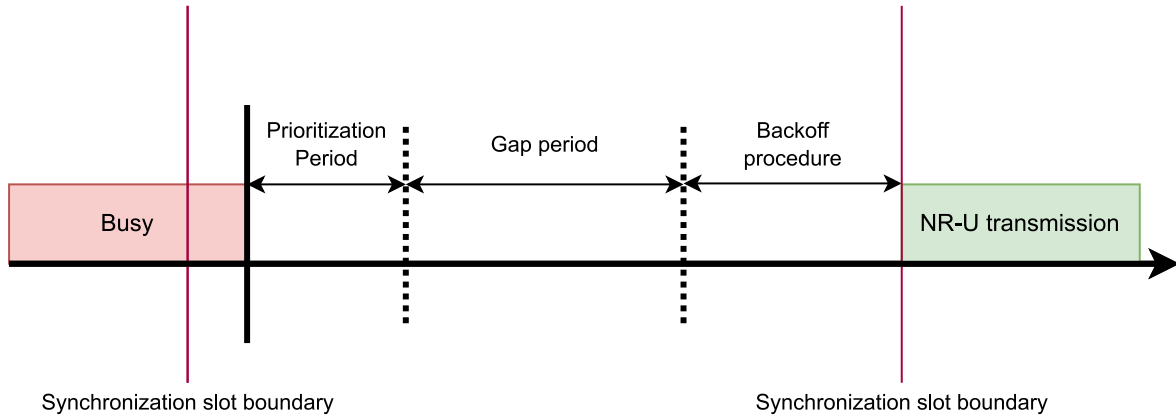 Prioritization
Period
Gap period
Backoff
procedure
Busy
NR-U transmission
Synchronization slot boundary
Synchronization slot boundary